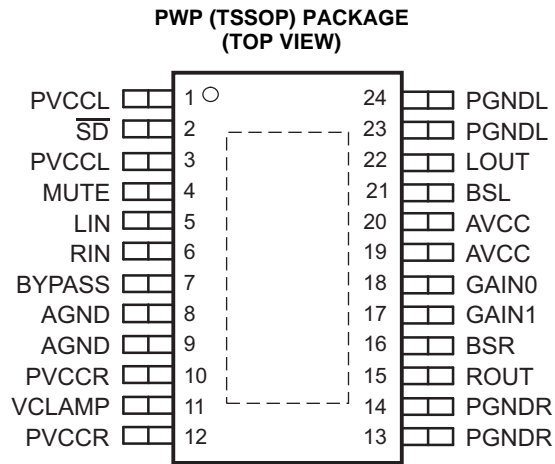 PWP (TSSOP) PACKAGE
(TOP VIEW)
PVCCL 1 24 PGNDL
SD 2 23 PGNDL
PVCCL 3 22 LOUT
MUTE 4 21 BSL
LIN 5 20 AVCC
RIN 6 19 AVCC
BYPASS 7 18 GAIN0
AGND 8 17 GAIN1
AGND 9 16 BSR
PVCCR 10 15 ROUT
VCLAMP 11 14 PGNDR
PVCCR 12 13 PGNDR